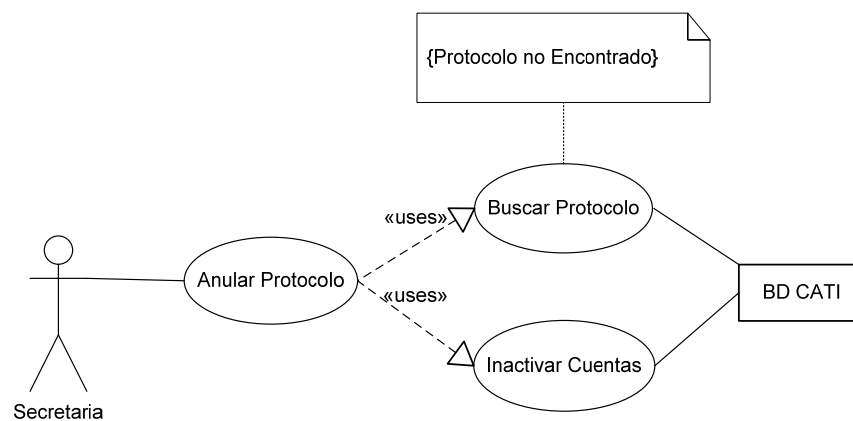 {Protocolo no Encontrado}
«uses»
Buscar Protocolo
Anular Protocolo
«uses»
BD CATI
Inactivar Cuentas
Secretaria